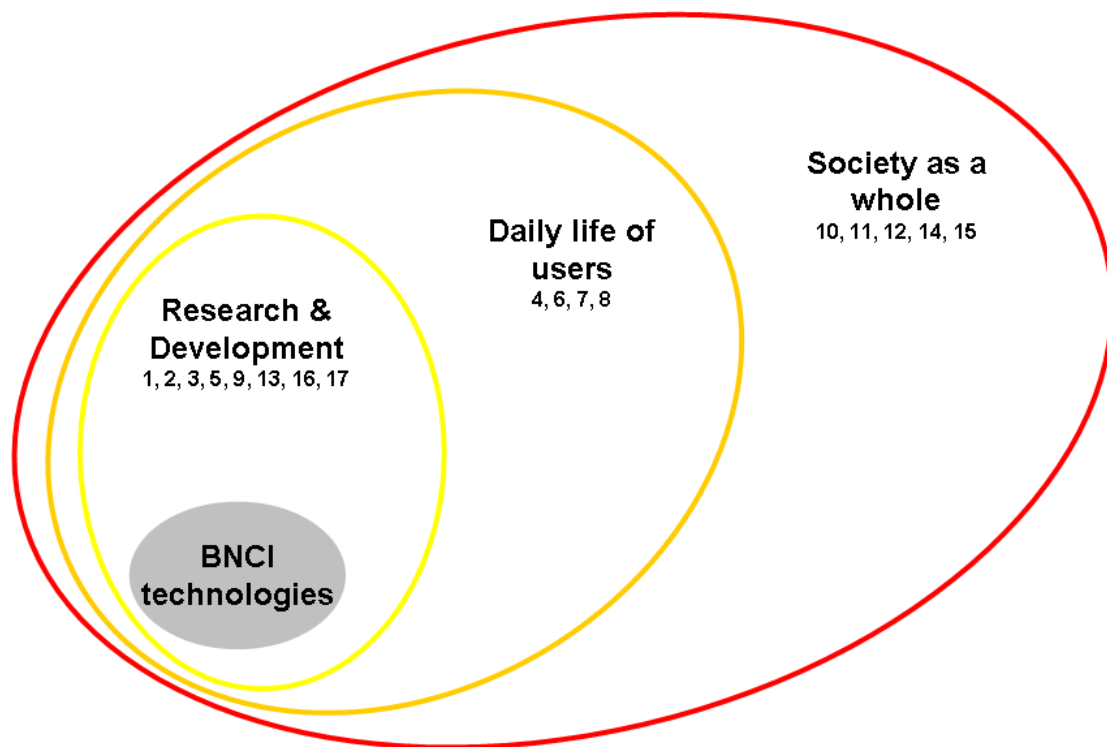 Society as a
whole
10, 11, 12, 14, 15
Daily life of
users
4, 6, 7, 8
Research &
Development
1, 2, 3, 5, 9, 13, 16, 17
BNCI
technologies